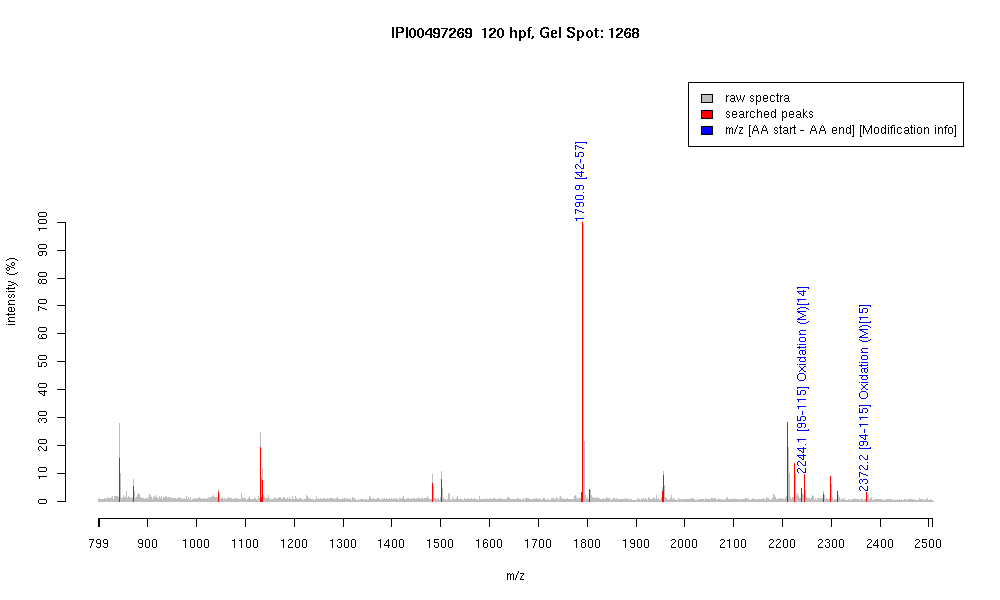 IPI00497269 120 hpf, Gel Spot: 1268
raw spectra
searched peaks
m/z [AA start - AA end] [Modification info]
1790.9 [42-57]
2244.1 [95-115] Oxidation (M)[14]
2372.2 [94-115] Oxidation (M)[15]
intensity (%)
100
90
80
70
60
50
40
30
20
10
0
799 900 1000 1100 1200 1300 1400 1500 1600 1700 1800 1900 2000 2100 2200 2300 2400 2500
m/z